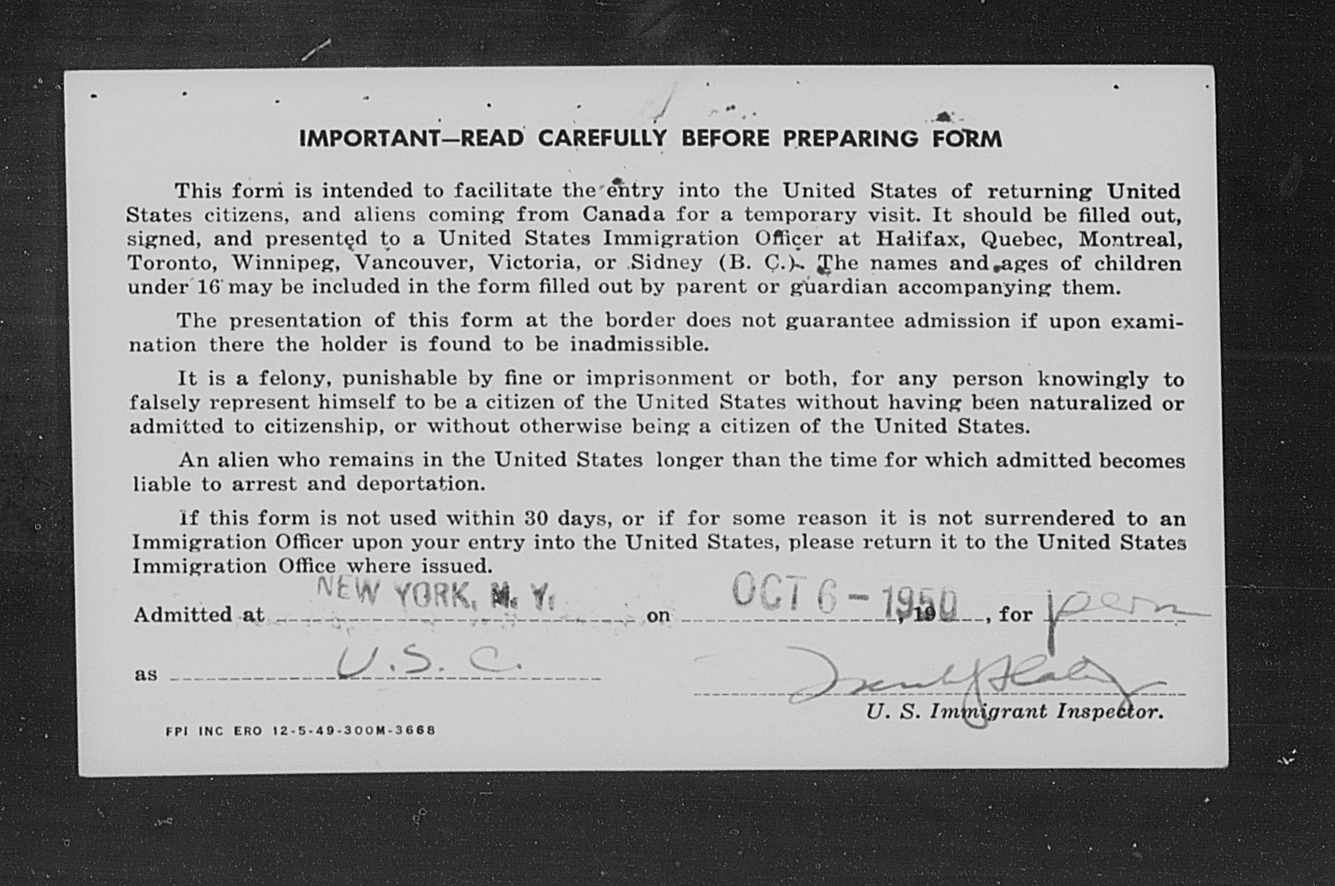 IMPORTANT—READ CAREFULLY BEFORE PREPARING FORM
This form is intended to facilitate the entry into the United States of returning United
States citizens, and aliens coming from Canada for a temporary visit. It should be filled out,
signed, and presented to a United States Immigration Officer at Halifax, Quebec, Montreal,
Toronto, Winnipeg, Vancouver, Victoria, or Sidney (B. C.). The names and ages of children
under 16 may be included in the form filled out by parent or guardian accompanying them.
The presentation of this form at the border does not guarantee admission if upon exami-
nation there the holder is found to be inadmissible.
It is a felony, punishable by fine or imprisonment or both, for any person knowingly to
falsely represent himself to be a citizen of the United States without having been naturalized or
admitted to citizenship, or without otherwise being a citizen of the United States.
An alien who remains in the United States longer than the time for which admitted becomes
liable to arrest and deportation.
If this form is not used within 30 days, or if for some reason it is not surrendered to an
Immigration Officer upon your entry into the United States, please return it to the United States
Immigration Office where issued.
Admitted at NEW YORK, N. Y. on OCT 6 - 1950, 19, for perm
as U.S.C.
U. S. Immigrant Inspector.
FPI INC ERO 12-5-49-300M-3668